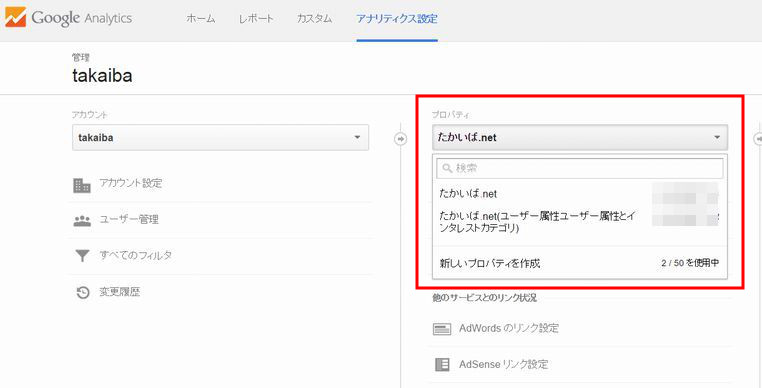 Google Analytics
ホーム
レポート
カスタム
アナリティクス設定
管理
takaiba
アカウント
takaiba
アカウント設定
ユーザー管理
すべてのフィルタ
変更履歴
プロパティ
たかいば.net
検索
たかいば.net
たかいば.net(ユーザー属性ユーザー属性とイ
ンタレストカテゴリ)
新しいプロパティを作成
2 / 50 を使用中
他のサービスとのリンク状況
AdWords のリンク設定
AdSense リンク設定